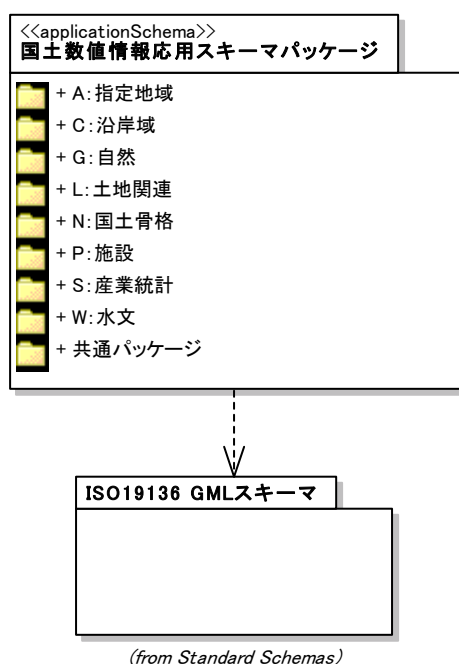 <<applicationSchema>>
国土数値情報応用スキーマパッケージ
+ A:指定地域
+ C:沿岸域
+ G:自然
+ L:土地関連
+ N:国土骨格
+ P:施設
+ S:産業統計
+ W:水文
+ 共通パッケージ
ISO19136 GMLスキーマ
(from Standard Schemas)